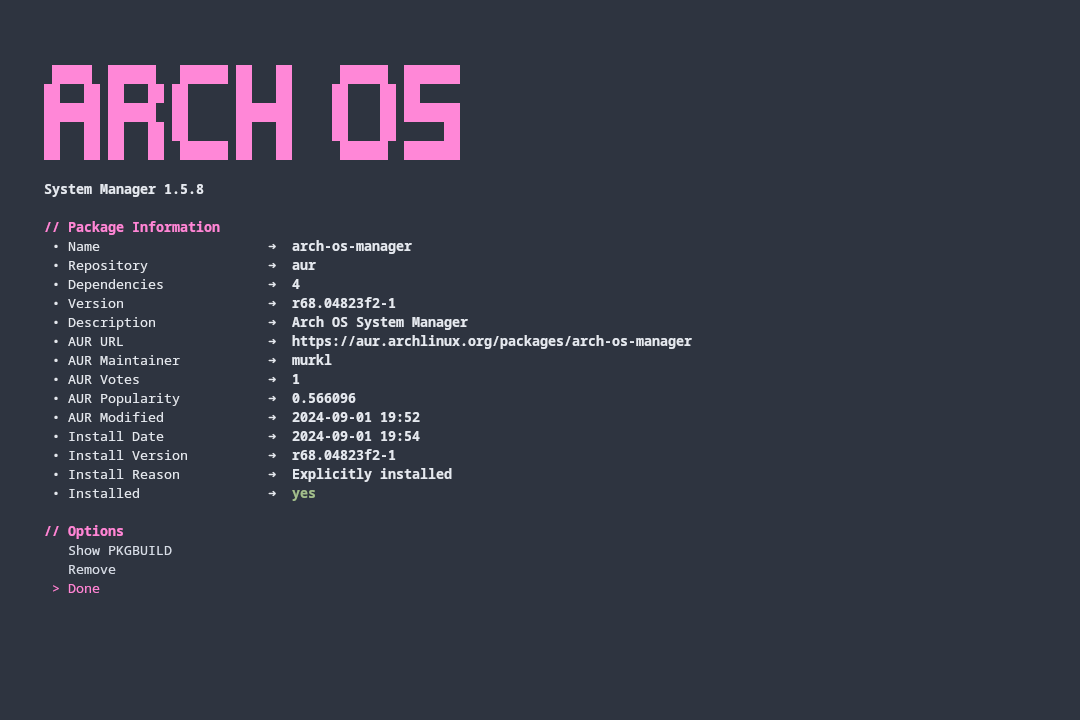 ARCH OS
System Manager 1.5.8
// Package Information
• Name ➔ arch-os-manager
• Repository ➔ aur
• Dependencies ➔ 4
• Version ➔ r68.04823f2-1
• Description ➔ Arch OS System Manager
• AUR URL ➔ https://aur.archlinux.org/packages/arch-os-manager
• AUR Maintainer ➔ murkl
• AUR Votes ➔ 1
• AUR Popularity ➔ 0.566096
• AUR Modified ➔ 2024-09-01 19:52
• Install Date ➔ 2024-09-01 19:54
• Install Version ➔ r68.04823f2-1
• Install Reason ➔ Explicitly installed
• Installed ➔ yes
// Options
Show PKGBUILD
Remove
> Done